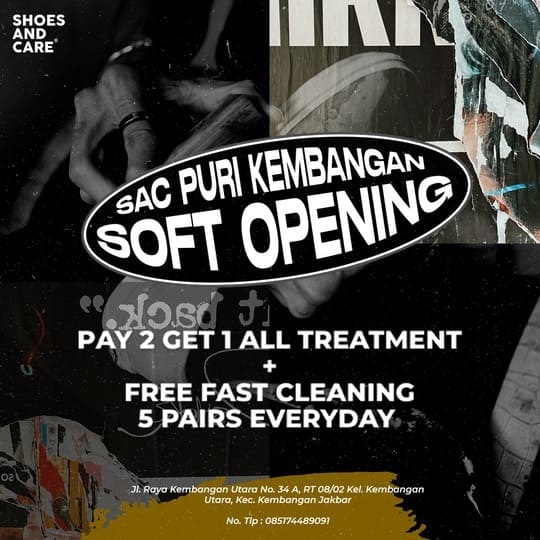 SHOES
AND
CARE®
SAC PURI KEMBANGAN
SOFT OPENING
PAY 2 GET 1 ALL TREATMENT
+
FREE FAST CLEANING
5 PAIRS EVERYDAY
Jl. Raya Kembangan Utara No. 34 A, RT 08/02 Kel. Kembangan
Utara, Kec. Kembangan Jakbar
No. Tlp : 085174489091